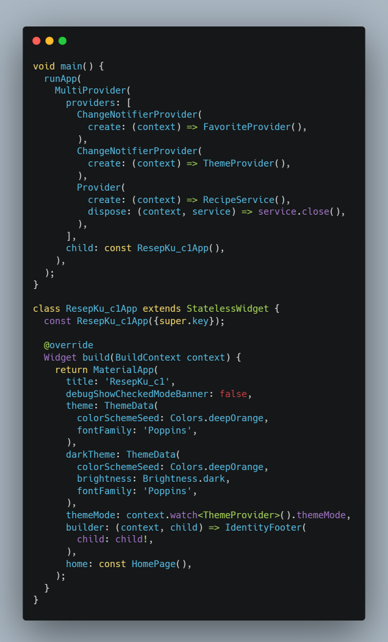 void main() {
  runApp(
    MultiProvider(
      providers: [
        ChangeNotifierProvider(
          create: (context) => FavoriteProvider(),
        ),
        ChangeNotifierProvider(
          create: (context) => ThemeProvider(),
        ),
        Provider(
          create: (context) => RecipeService(),
          dispose: (context, service) => service.close(),
        ),
      ],
      child: const ResepKu_c1App(),
    ),
  );
}

class ResepKu_c1App extends StatelessWidget {
  const ResepKu_c1App({super.key});

  @override
  Widget build(BuildContext context) {
    return MaterialApp(
      title: 'ResepKu_c1',
      debugShowCheckedModeBanner: false,
      theme: ThemeData(
        colorSchemeSeed: Colors.deepOrange,
        fontFamily: 'Poppins',
      ),
      darkTheme: ThemeData(
        colorSchemeSeed: Colors.deepOrange,
        brightness: Brightness.dark,
        fontFamily: 'Poppins',
      ),
      themeMode: context.watch<ThemeProvider>().themeMode,
      builder: (context, child) => IdentityFooter(
        child: child!,
      ),
      home: const HomePage(),
    );
  }
}